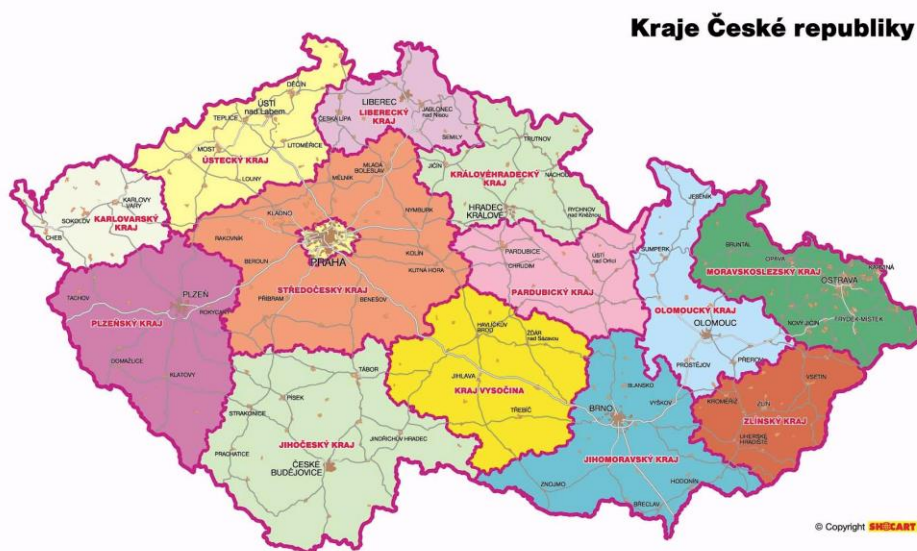 Kraje České republiky
DĚČÍN
ÚSTÍ
nad Labem
TEPLICE
MOST
LITOMĚŘICE
ÚSTECKÝ KRAJ
LOUNY
LIBEREC
LIBERECKÝ
KRAJ
JABLONEC
nad Nisou
ČESKÁ LÍPA
SEMILY
TRUTNOV
JIČÍN
KRÁLOVÉHRADECKÝ
KRAJ
NÁCHOD
HRADEC
KRÁLOVÉ
RYCHNOV
nad Kněžnou
KARLOVY
VARY
SOKOLOV
KARLOVARSKÝ
KRAJ
CHEB
MLADÁ
BOLESLAV
MĚLNÍK
KLADNO
NYMBURK
RAKOVNÍK
PRAHA
BEROUN
KOLÍN
KUTNÁ HORA
STŘEDOČESKÝ KRAJ
PŘÍBRAM
BENEŠOV
PLZEŇ
TACHOV
ROKYCANY
PLZEŇSKÝ KRAJ
DOMAŽLICE
KLATOVY
PARDUBICE
CHRUDIM
ÚSTÍ
nad Orlicí
PARDUBICKÝ KRAJ
JESENÍK
ŠUMPERK
OLOMOUCKÝ KRAJ
OLOMOUC
PROSTĚJOV
PŘEROV
BRUNTÁL
OPAVA
KARVINÁ
MORAVSKOSLEZSKÝ KRAJ
OSTRAVA
FRÝDEK-MÍSTEK
NOVÝ JIČÍN
HAVLÍČKŮV
BROD
ŽĎÁR
nad Sázavou
JIHLAVA
KRAJ VYSOČINA
TŘEBÍČ
TÁBOR
PÍSEK
STRAKONICE
JINDŘICHŮV HRADEC
PRACHATICE
JIHOČESKÝ KRAJ
ČESKÉ
BUDĚJOVICE
BLANSKO
BRNO
VYŠKOV
JIHOMORAVSKÝ KRAJ
ZNOJMO
HODONÍN
BŘECLAV
VSETÍN
KROMĚŘÍŽ
ZLÍN
ZLÍNSKÝ KRAJ
UHERSKÉ
HRADIŠTĚ
© Copyright SHOCART